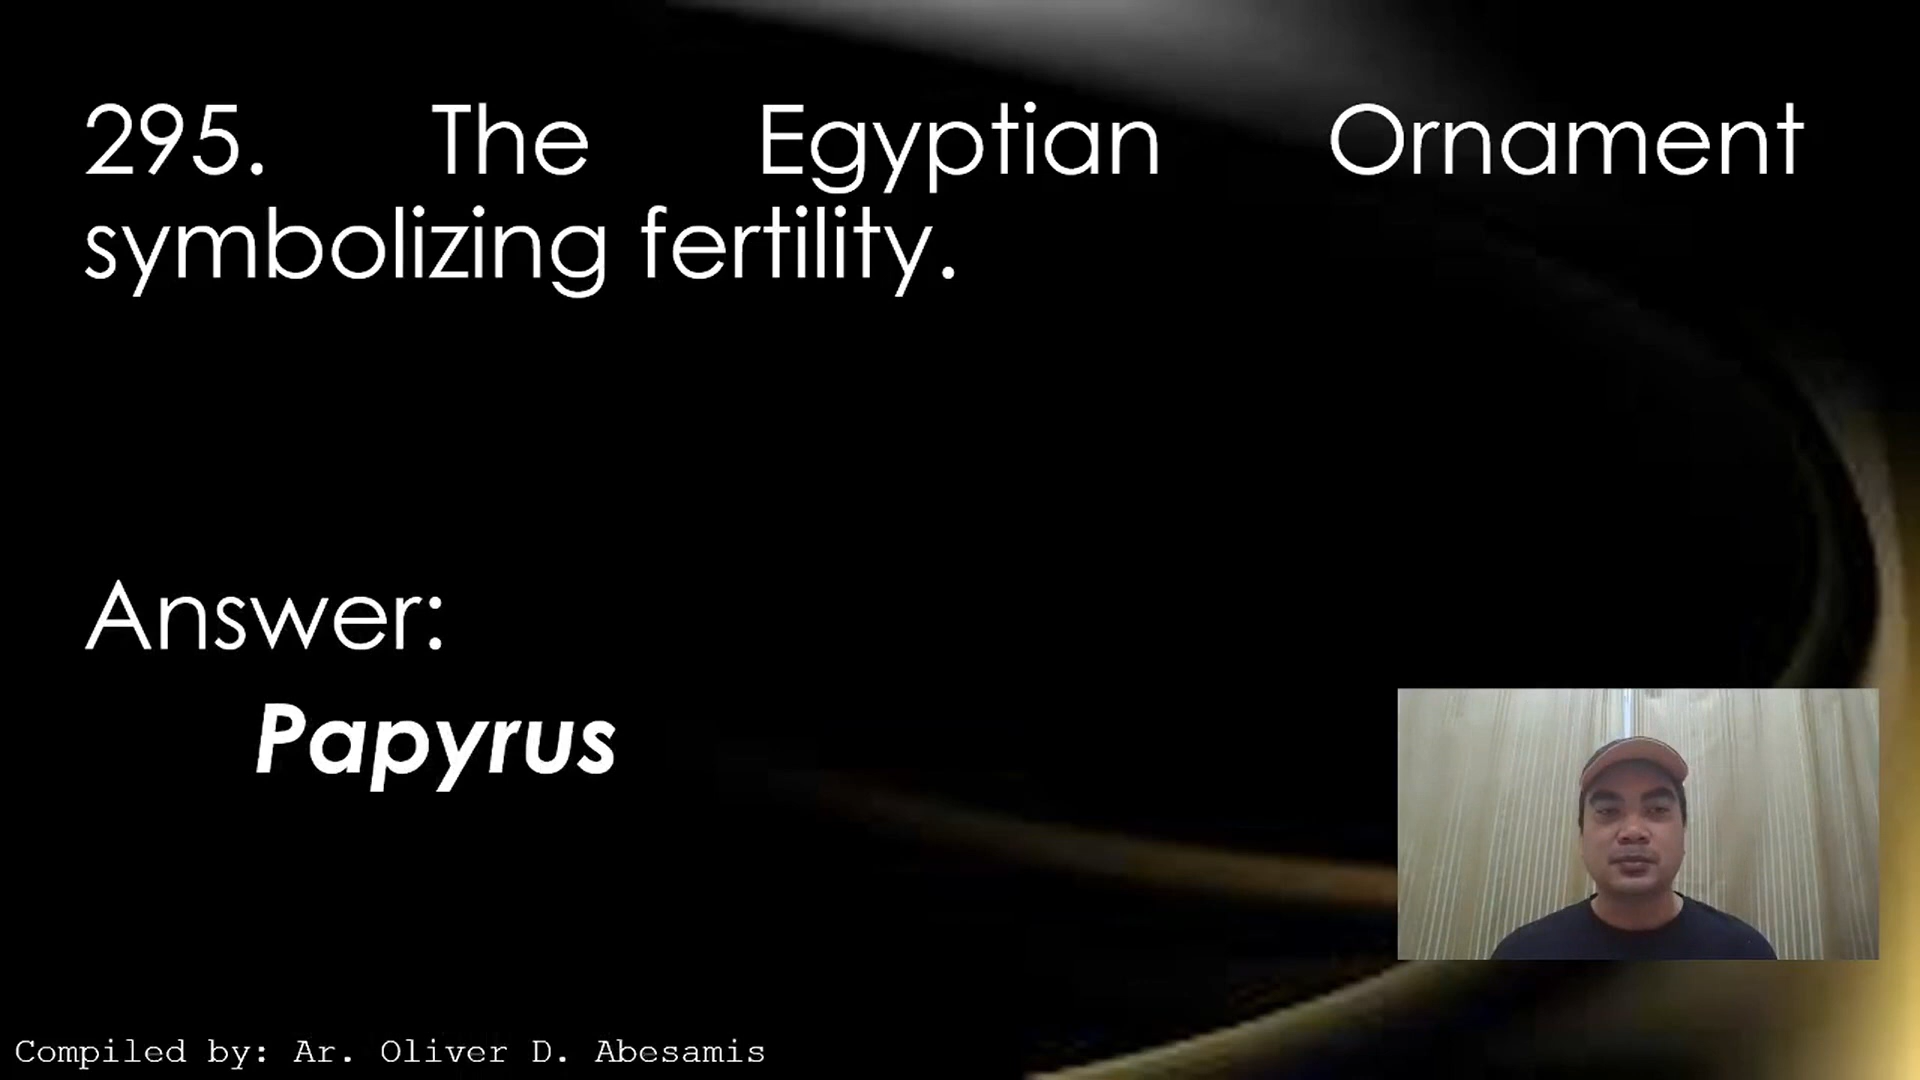 295. The Egyptian Ornament
symbolizing fertility.
Answer:
Papyrus
Compiled by: Ar. Oliver D. Abesamis